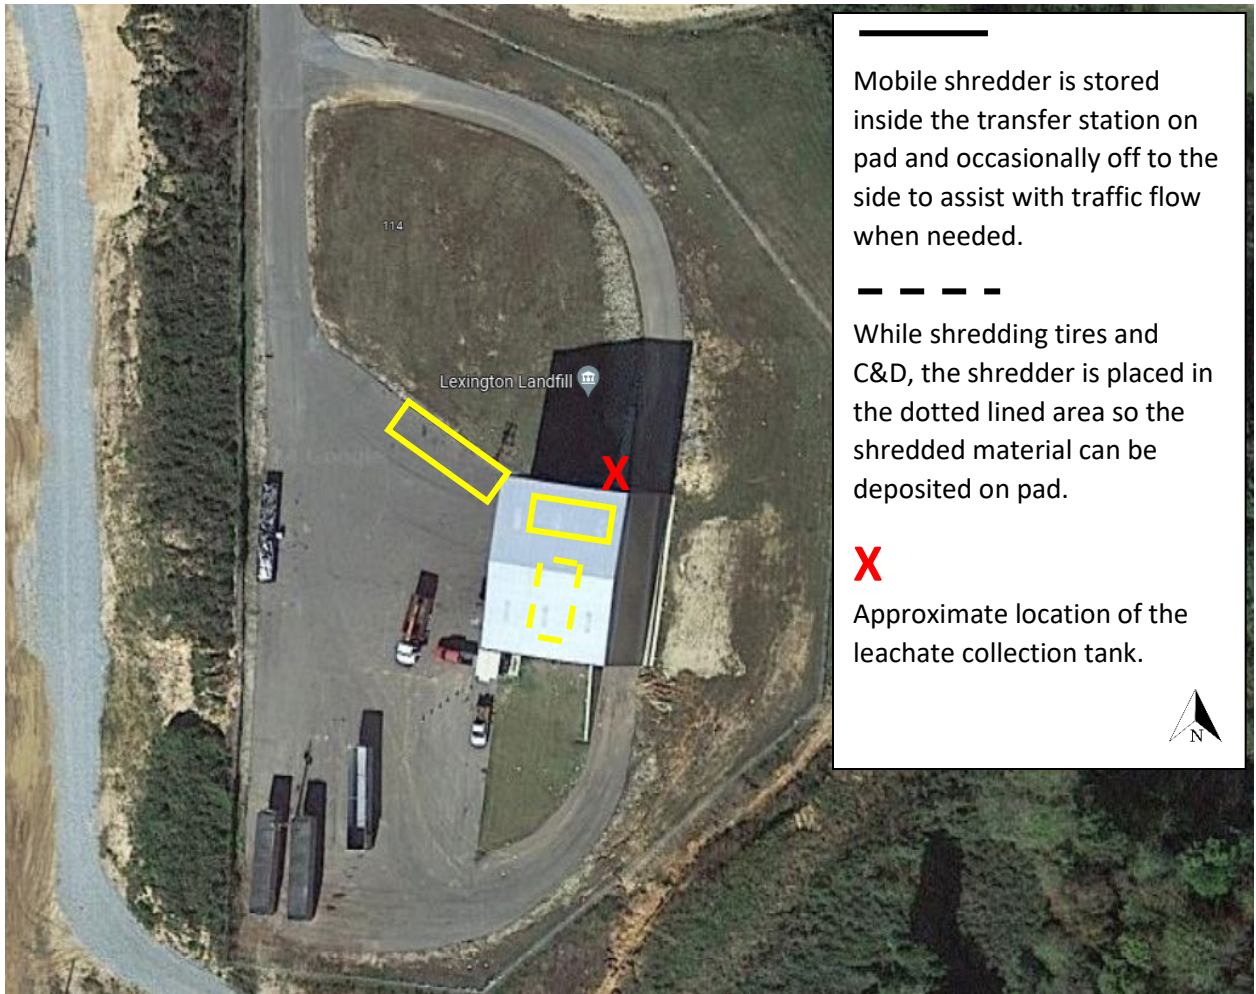 Mobile shredder is stored
inside the transfer station on
pad and occasionally off to the
side to assist with traffic flow
when needed.
While shredding tires and
C&D, the shredder is placed in
the dotted lined area so the
shredded material can be
deposited on pad.
X
Approximate location of the
leachate collection tank.
N
114
Lexington Landfill
X